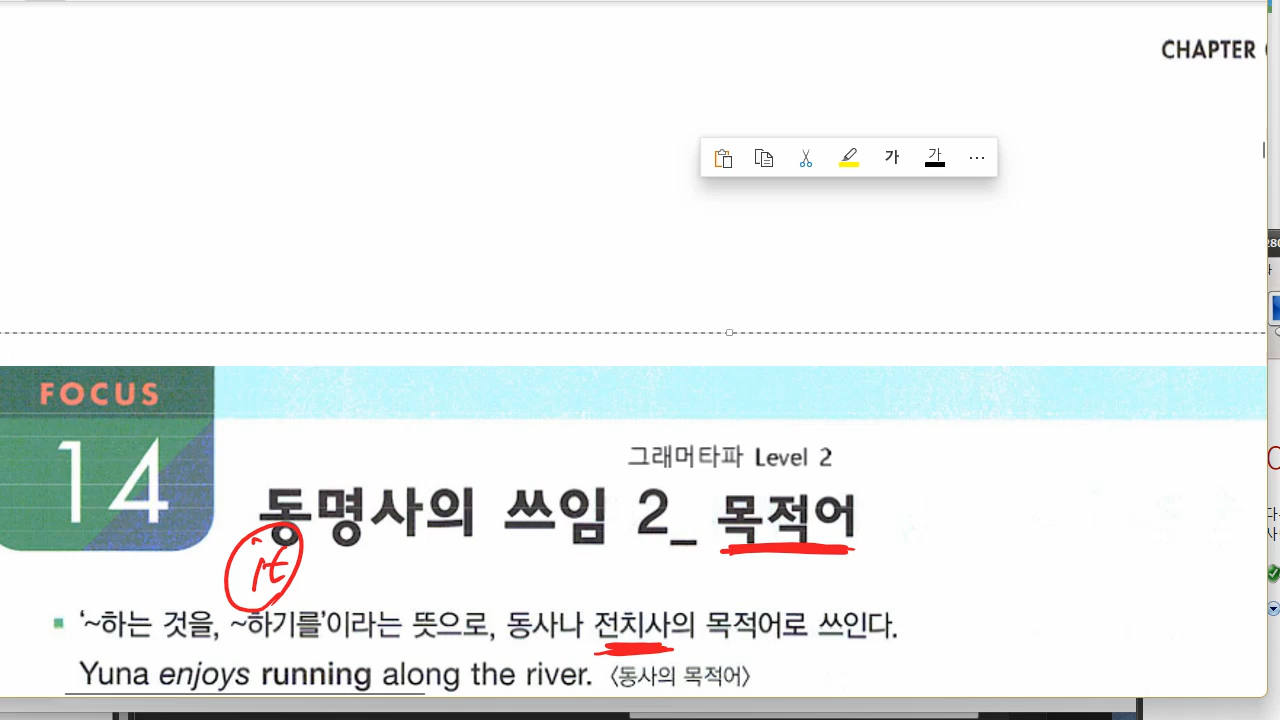 CHAPTER
가 가
FOCUS
14
그래머타파 Level 2
동명사의 쓰임 2_ 목적어
it
‘~하는 것을, ~하기를’이라는 뜻으로, 동사나 전치사의 목적어로 쓰인다.
Yuna enjoys running along the river. 〈동사의 목적어〉